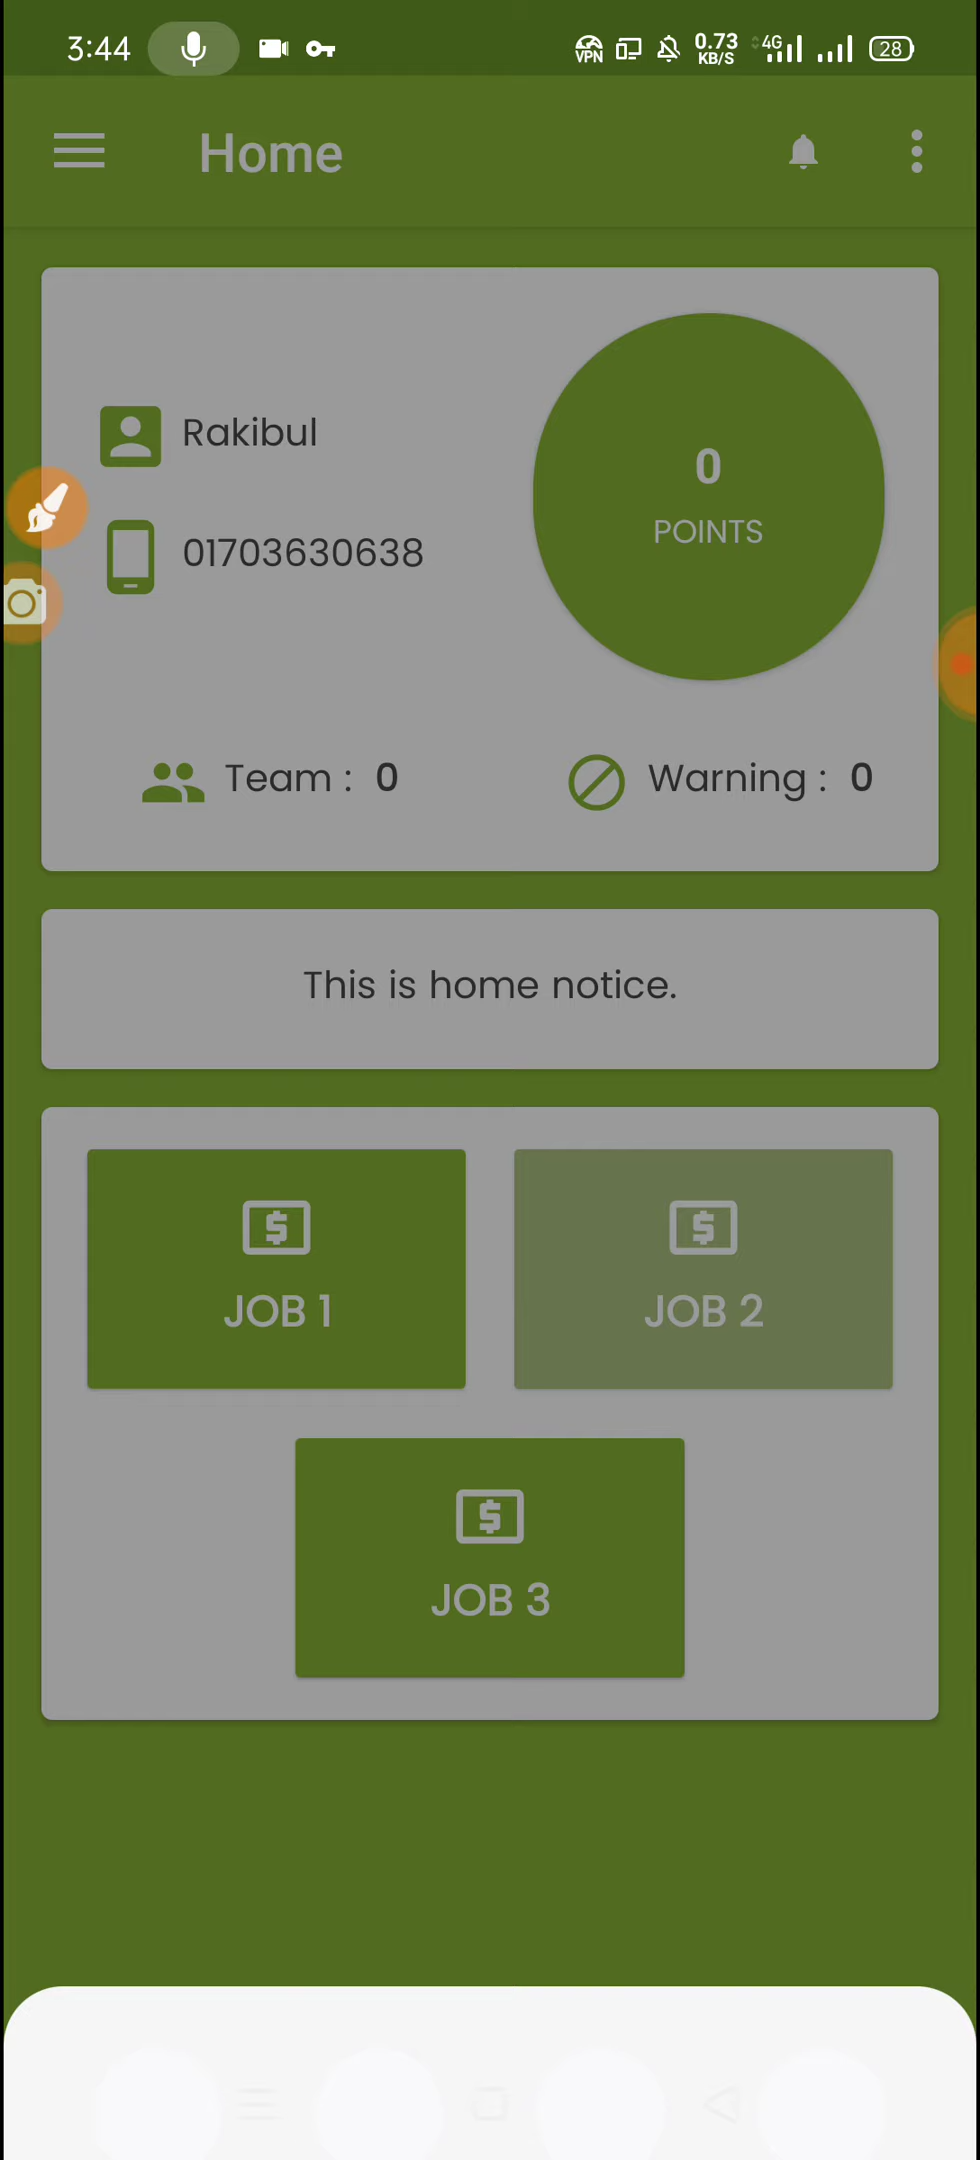 3:44 VPN 0.73 KB/S 4G 28
Home
Rakibul
01703630638
0
POINTS
Team : 0
Warning : 0
This is home notice.
JOB 1
JOB 2
JOB 3